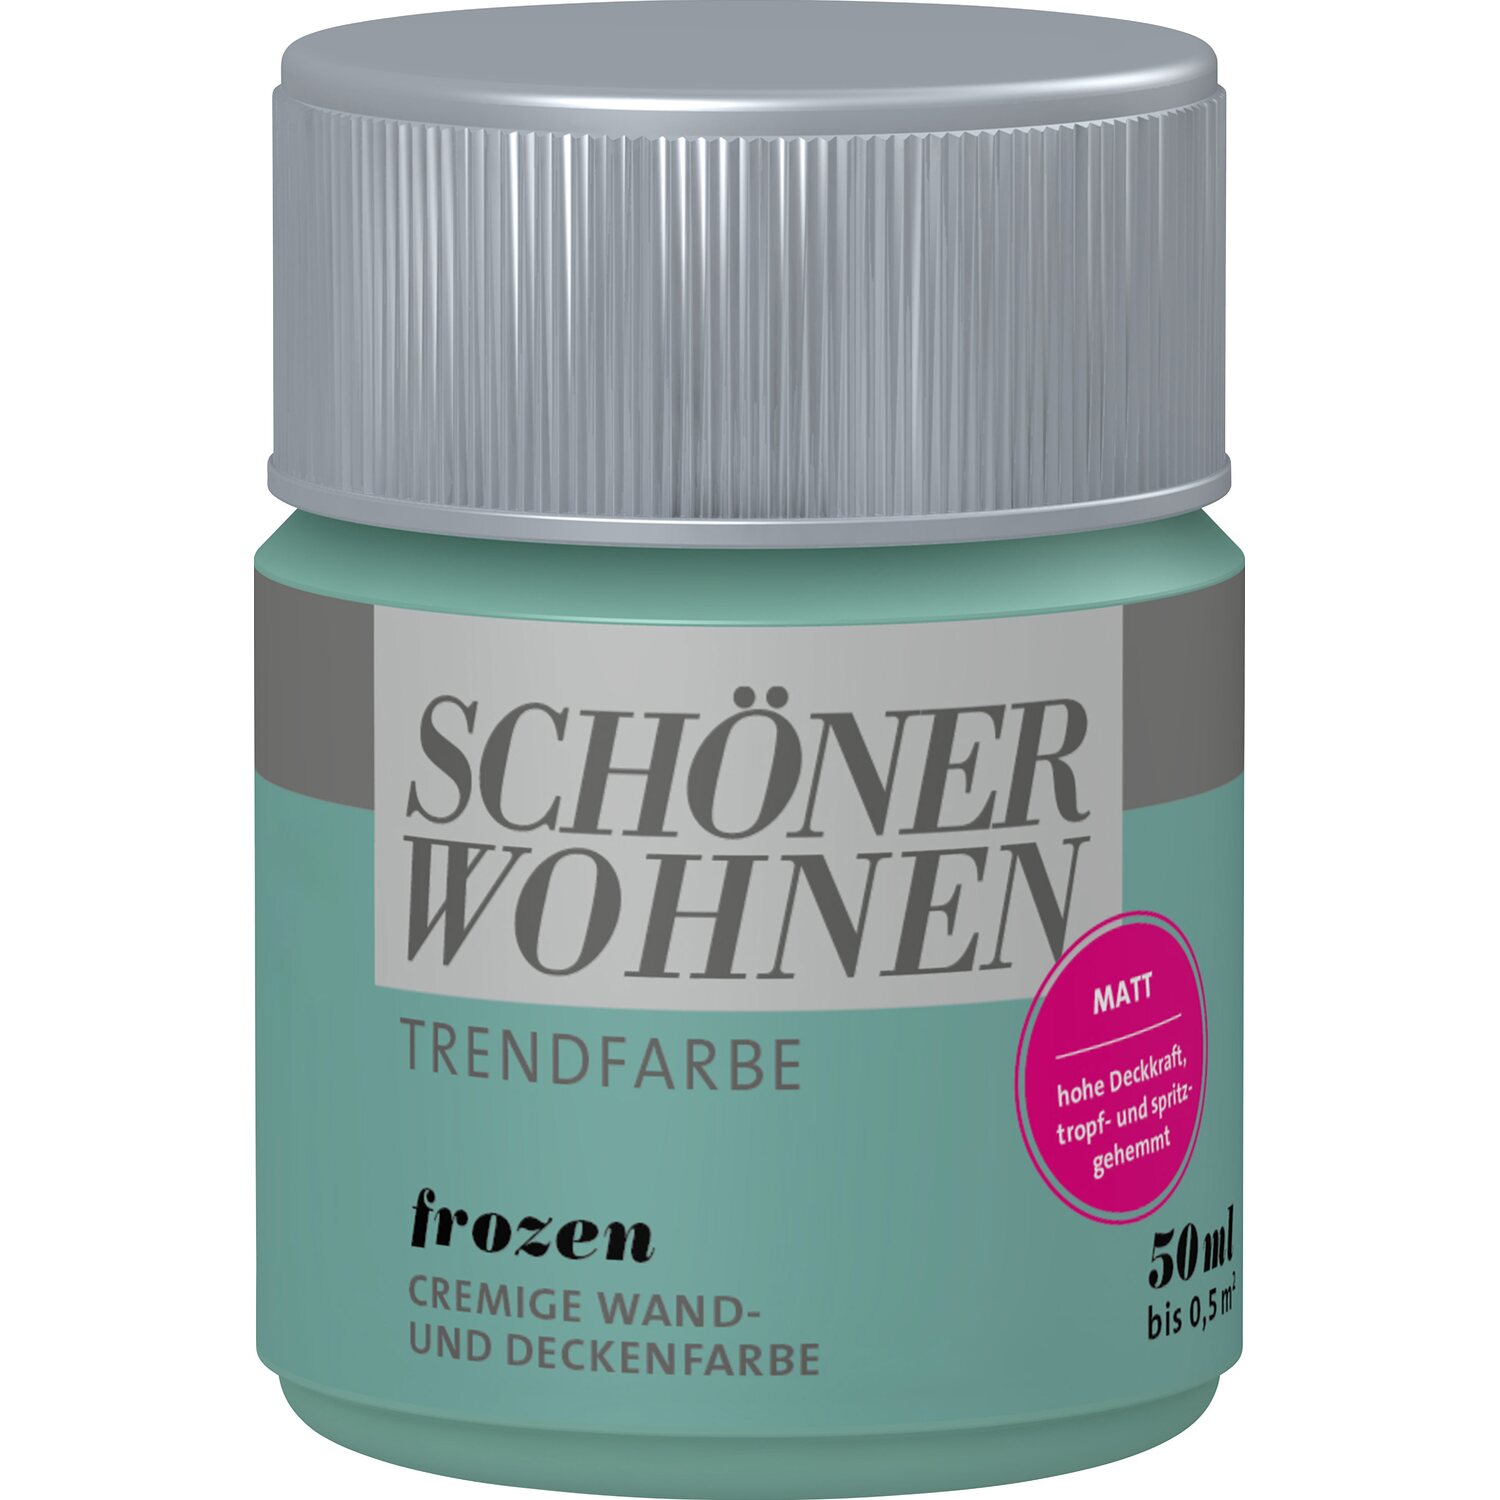 SCHÖNER
WOHNEN
TRENDFARBE
MATT
hohe Deckkraft,
tropf- und spritz-
gehemmt
frozen
CREMIGE WAND-
UND DECKENFARBE
50 ml
bis 0,5 m²